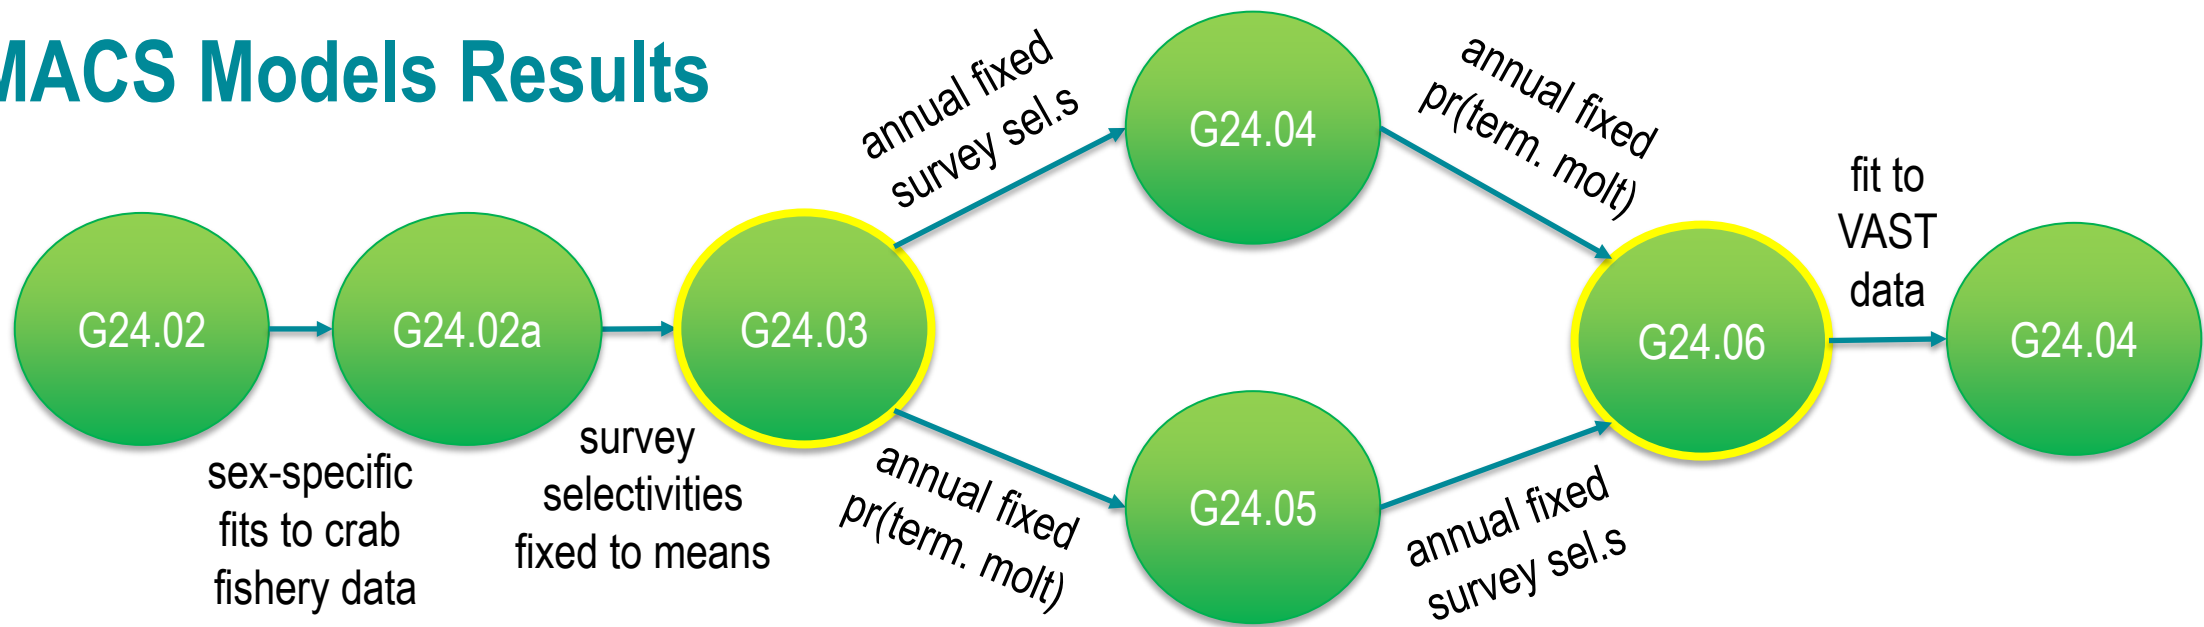 MACS Models Results
G24.02
sex-specific
fits to crab
fishery data
G24.02a
survey
selectivities
fixed to means
G24.03
annual fixed
survey sel.s
G24.04
annual fixed
pr(term. molt)
annual fixed
pr(term. molt)
G24.05
annual fixed
survey sel.s
G24.06
fit to
VAST
data
G24.04